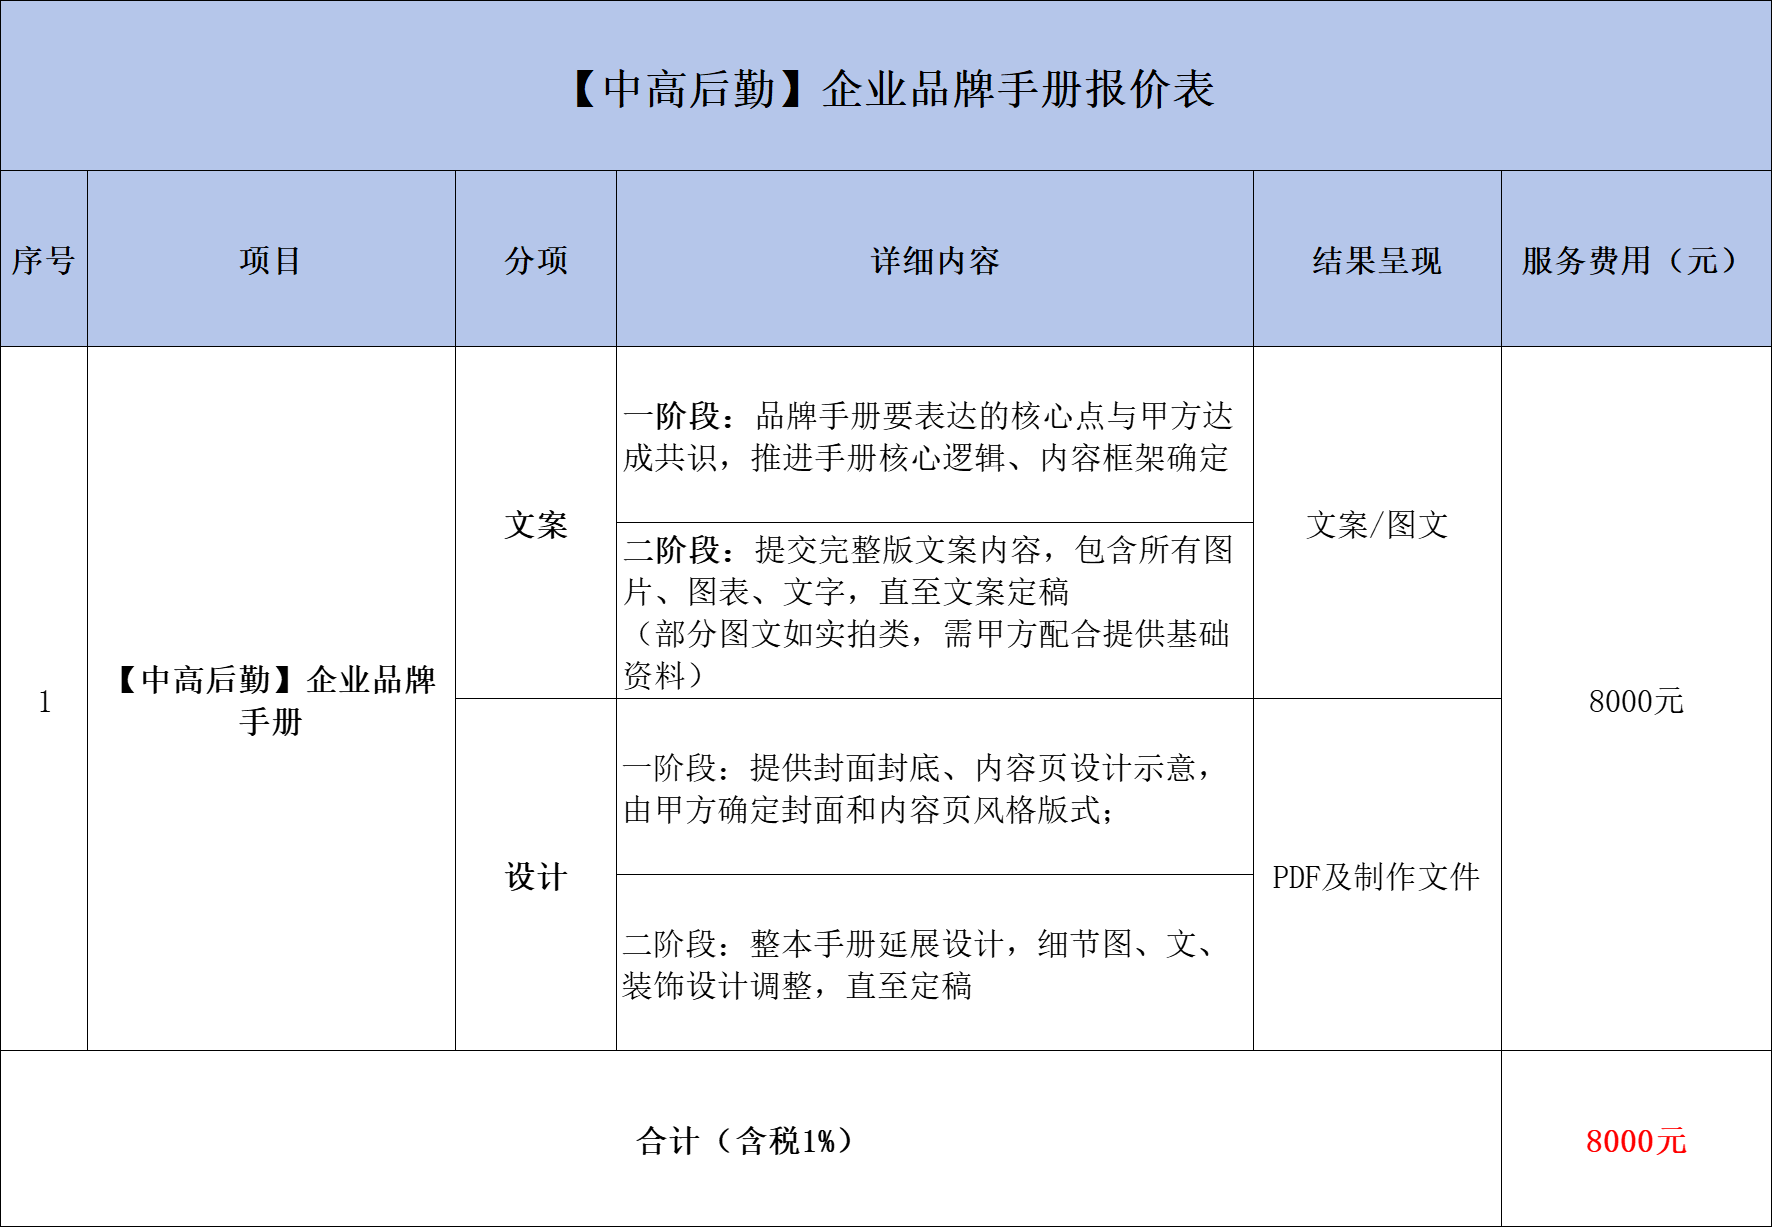 【中高后勤】企业品牌手册报价表
序号
项目
分项
详细内容
结果呈现
服务费用（元）
1
【中高后勤】企业品牌
手册
文案
一阶段：品牌手册要表达的核心点与甲方达
成共识，推进手册核心逻辑、内容框架确定
二阶段：提交完整版文案内容，包含所有图
片、图表、文字，直至文案定稿
（部分图文如实拍类，需甲方配合提供基础
资料）
文案/图文
设计
一阶段：提供封面封底、内容页设计示意，
由甲方确定封面和内容页风格版式；
二阶段：整本手册延展设计，细节图、文、
装饰设计调整，直至定稿
PDF及制作文件
8000元
合计（含税1%）
8000元